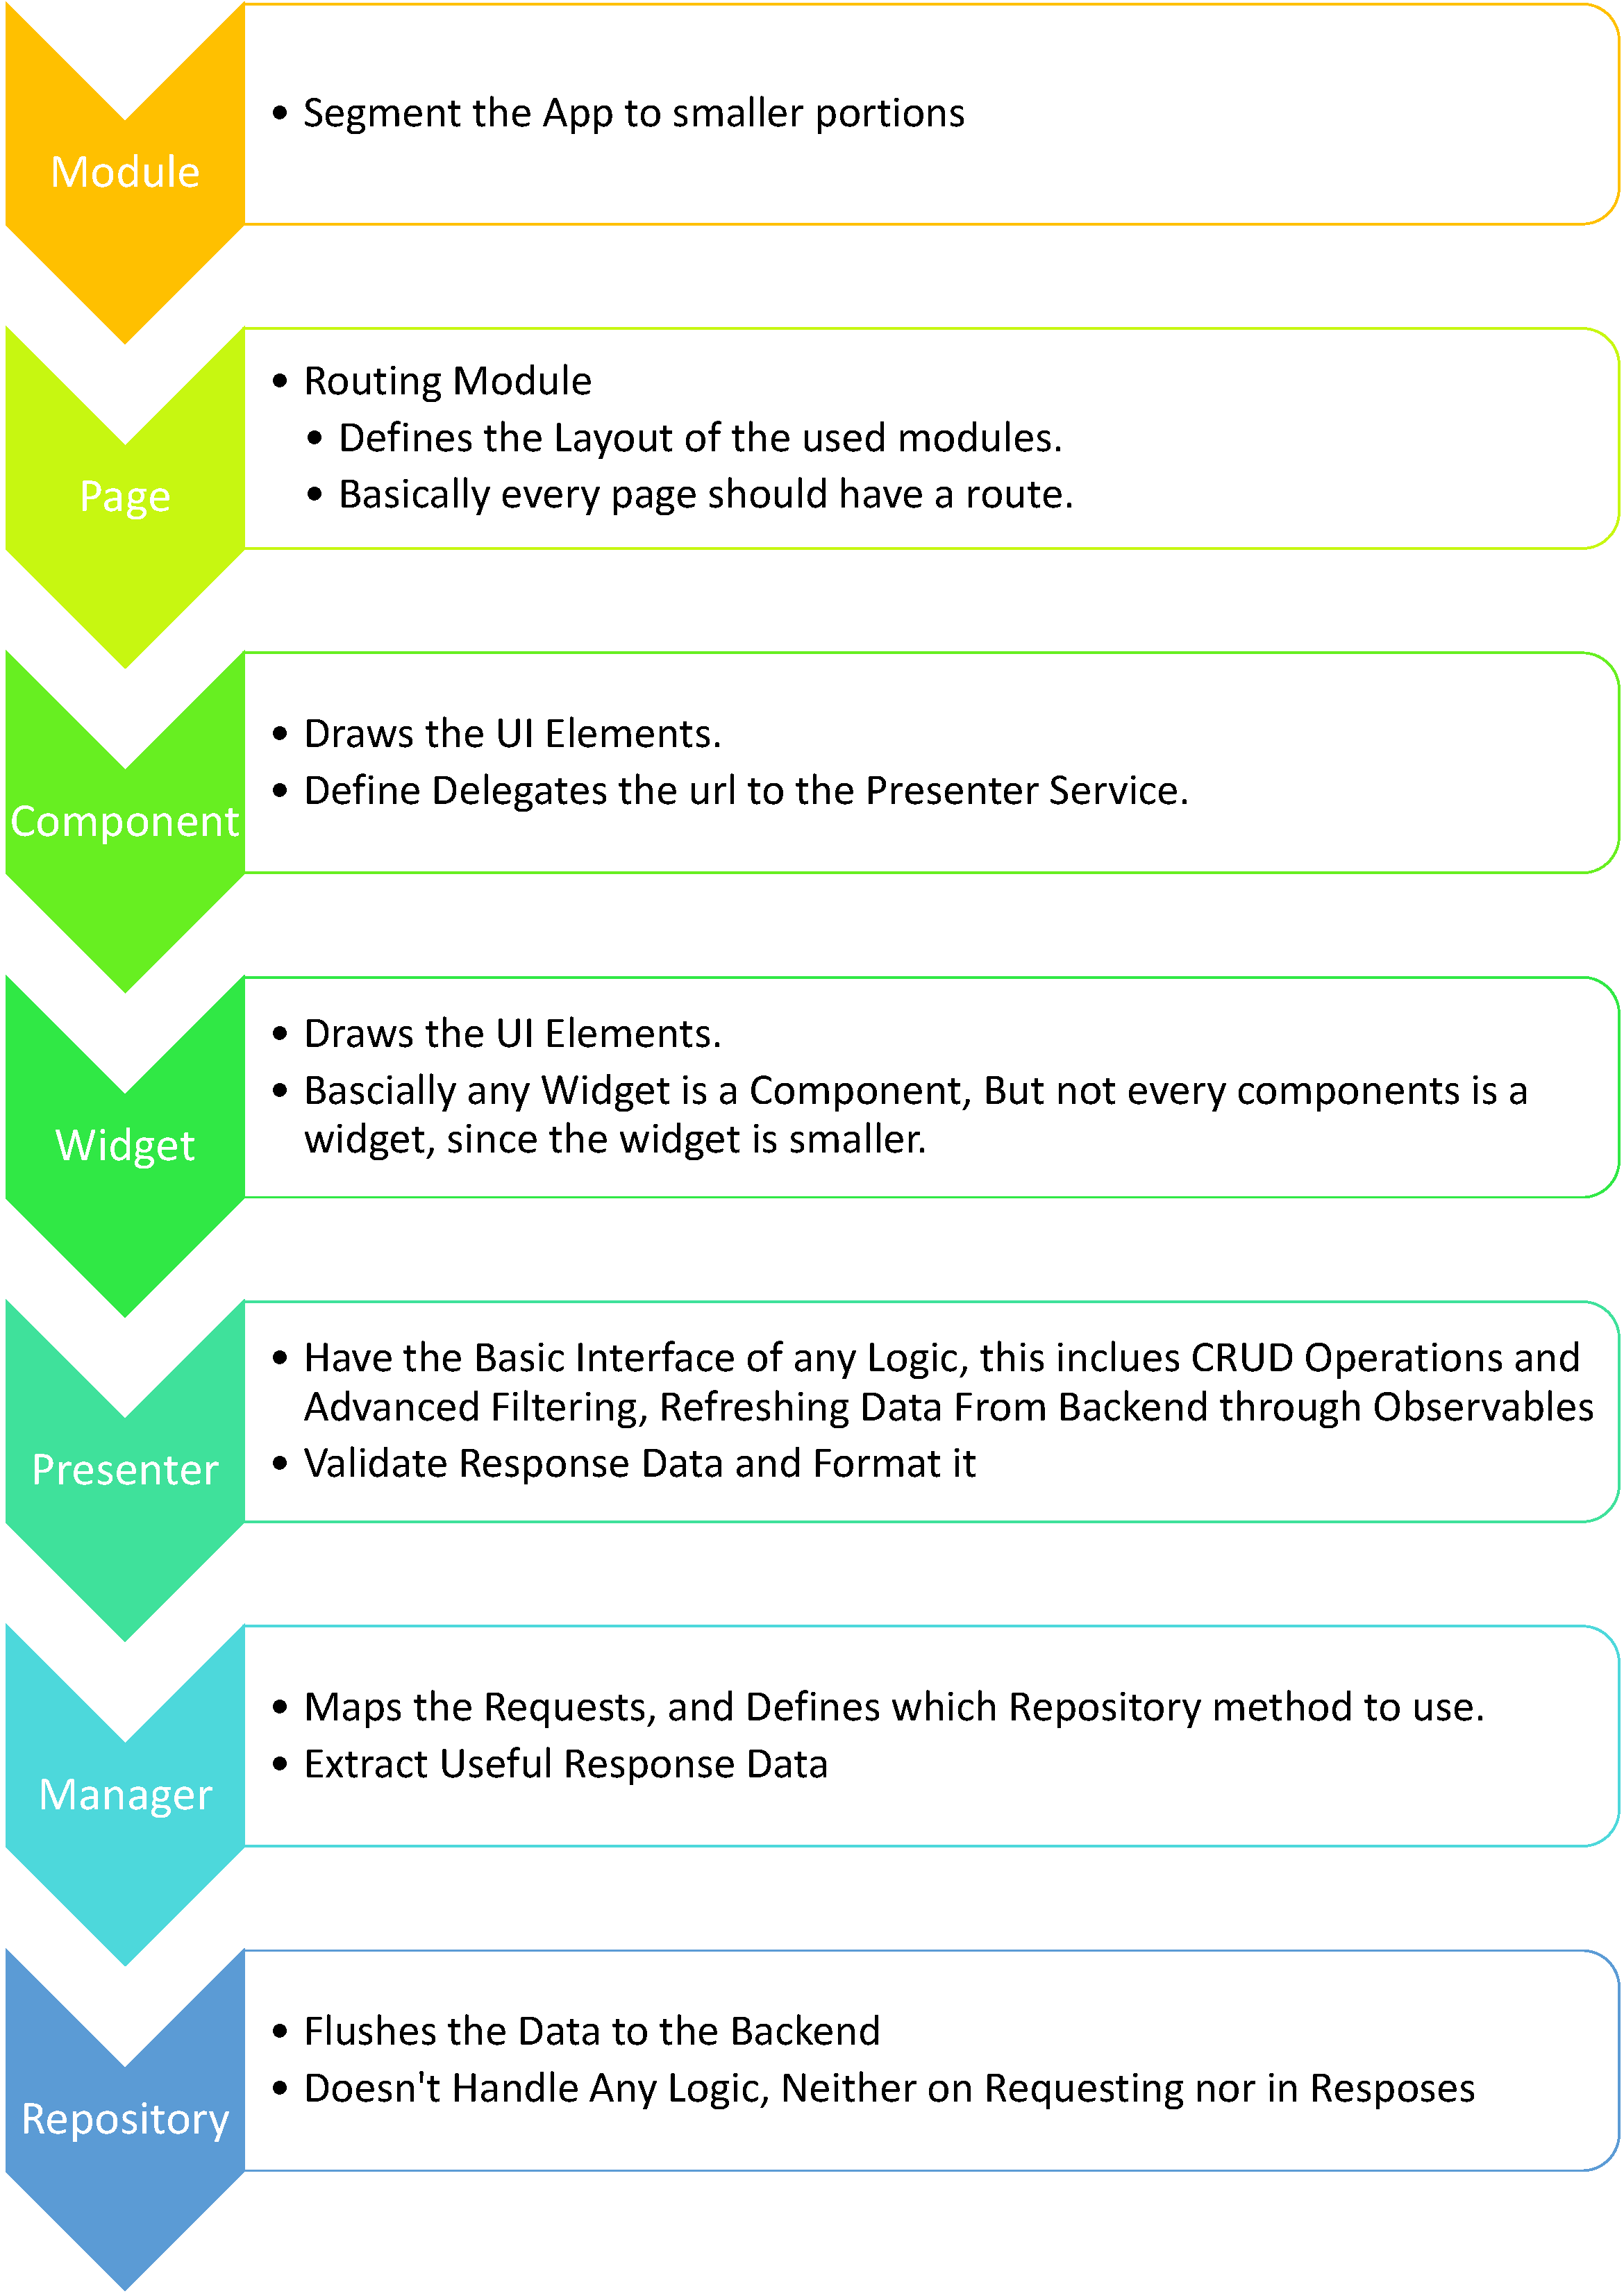 Module
• Segment the App to smaller portions
Page
• Routing Module
• Defines the Layout of the used modules.
• Basically every page should have a route.
Component
• Draws the UI Elements.
• Define Delegates the url to the Presenter Service.
Widget
• Draws the UI Elements.
• Bascially any Widget is a Component, But not every components is a
widget, since the widget is smaller.
Presenter
• Have the Basic Interface of any Logic, this inclues CRUD Operations and
Advanced Filtering, Refreshing Data From Backend through Observables
• Validate Response Data and Format it
Manager
• Maps the Requests, and Defines which Repository method to use.
• Extract Useful Response Data
Repository
• Flushes the Data to the Backend
• Doesn't Handle Any Logic, Neither on Requesting nor in Resposes